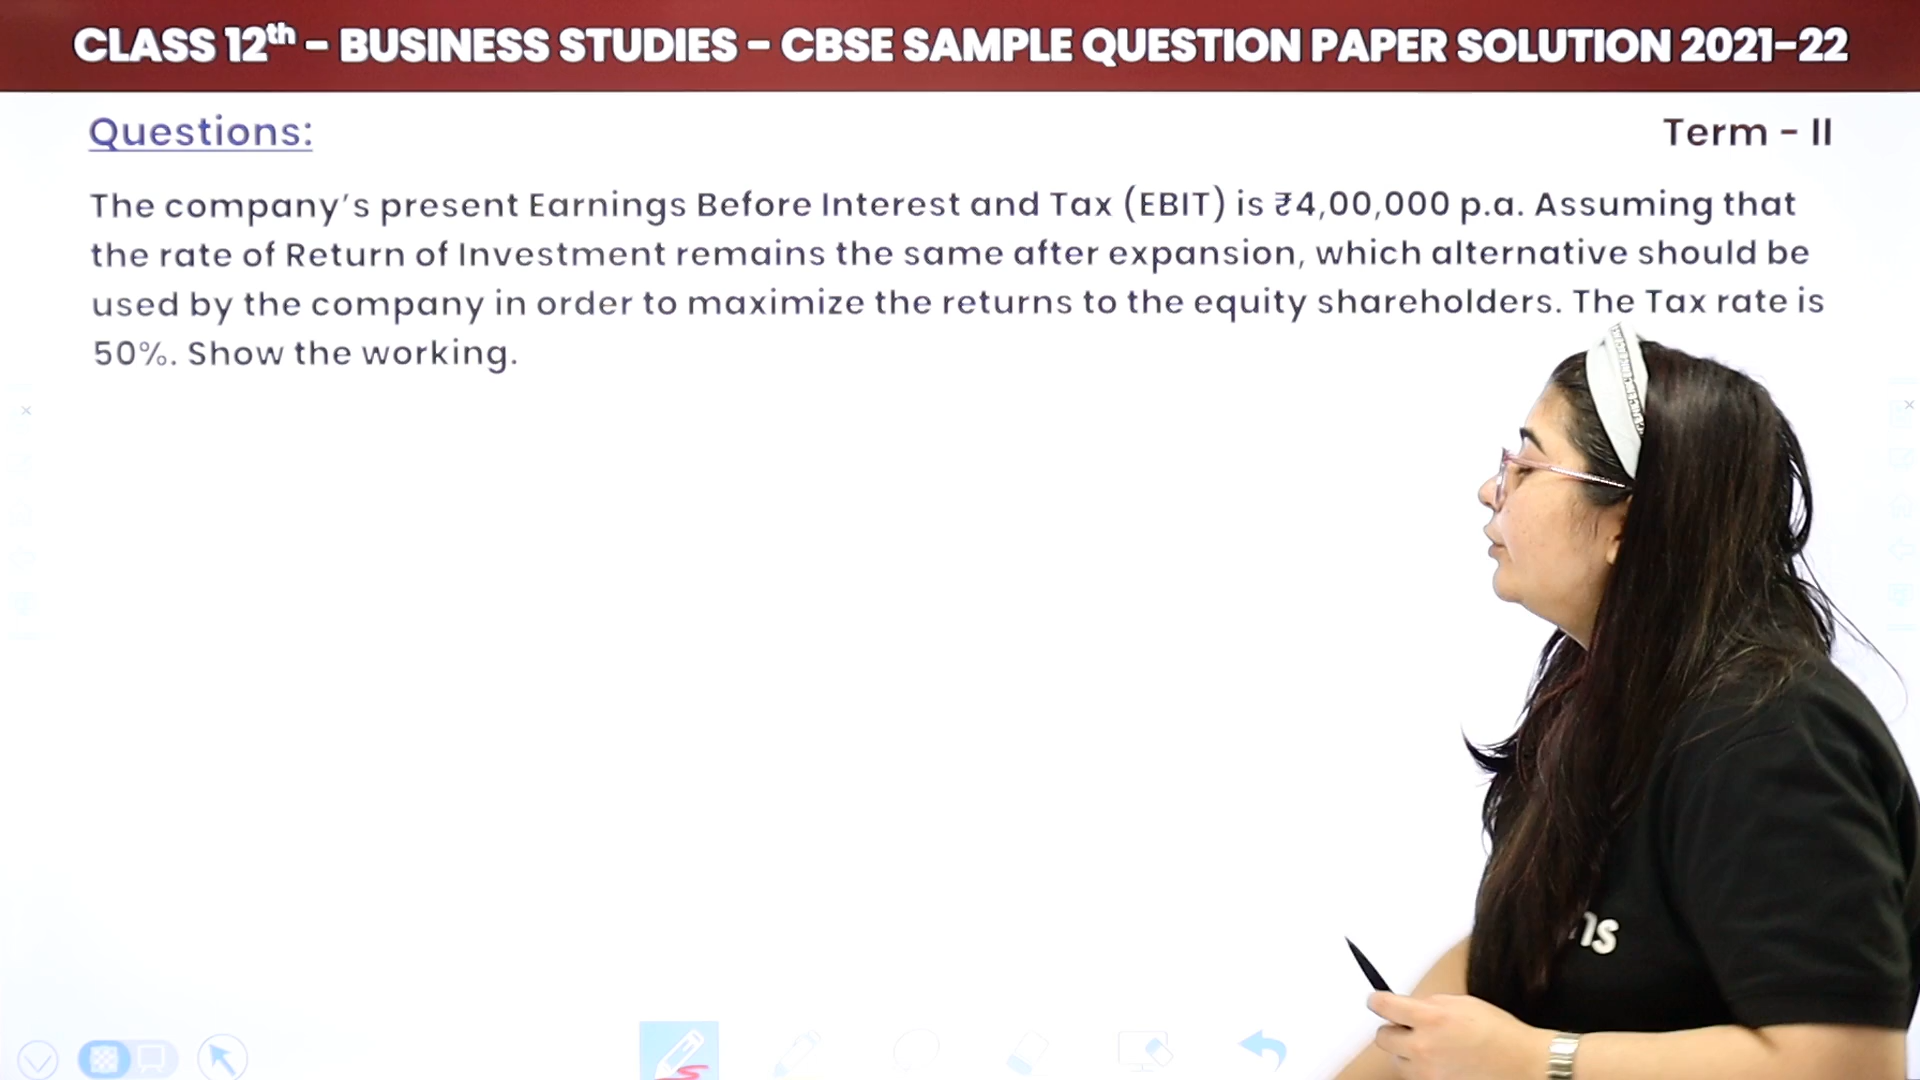 CLASS 12th – BUSINESS STUDIES – CBSE SAMPLE QUESTION PAPER SOLUTION 2021–22
Questions:
Term – II
The company's present Earnings Before Interest and Tax (EBIT) is ₹4,00,000 p.a. Assuming that
the rate of Return of Investment remains the same after expansion, which alternative should be
used by the company in order to maximize the returns to the equity shareholders. The Tax rate is
50%. Show the working.